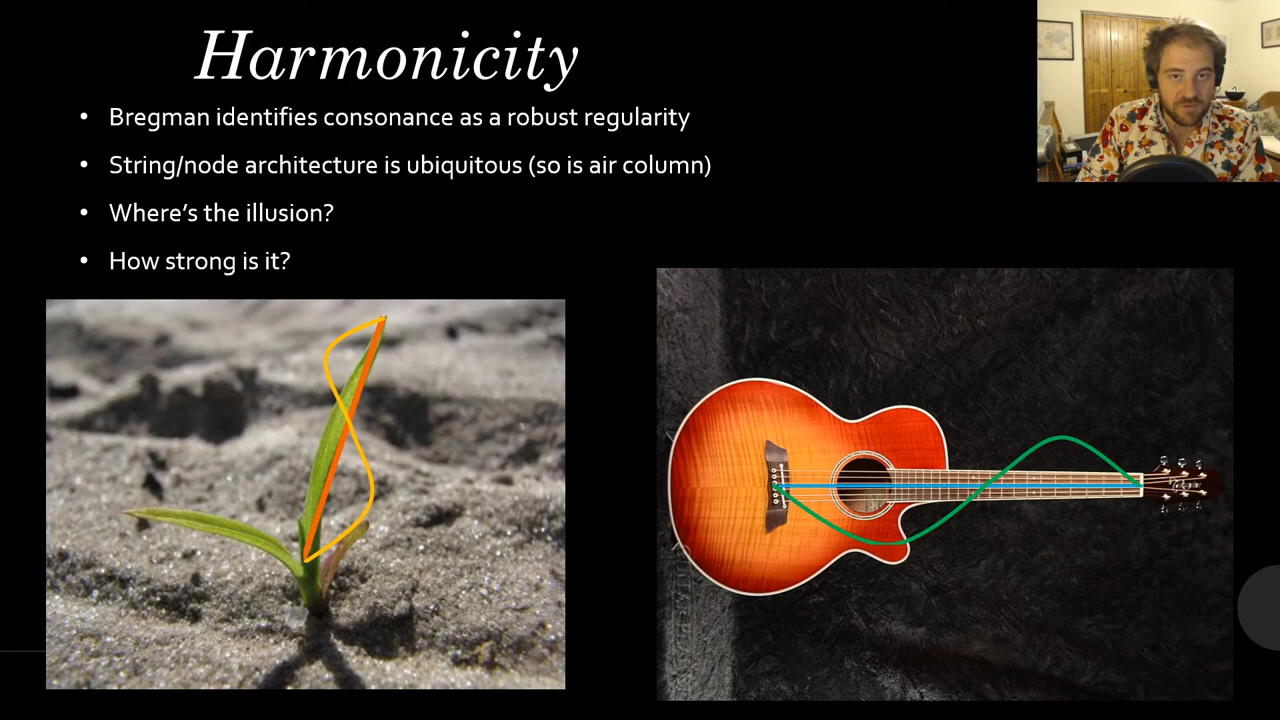 Harmonicity
• Bregman identifies consonance as a robust regularity
• String/node architecture is ubiquitous (so is air column)
• Where's the illusion?
• How strong is it?